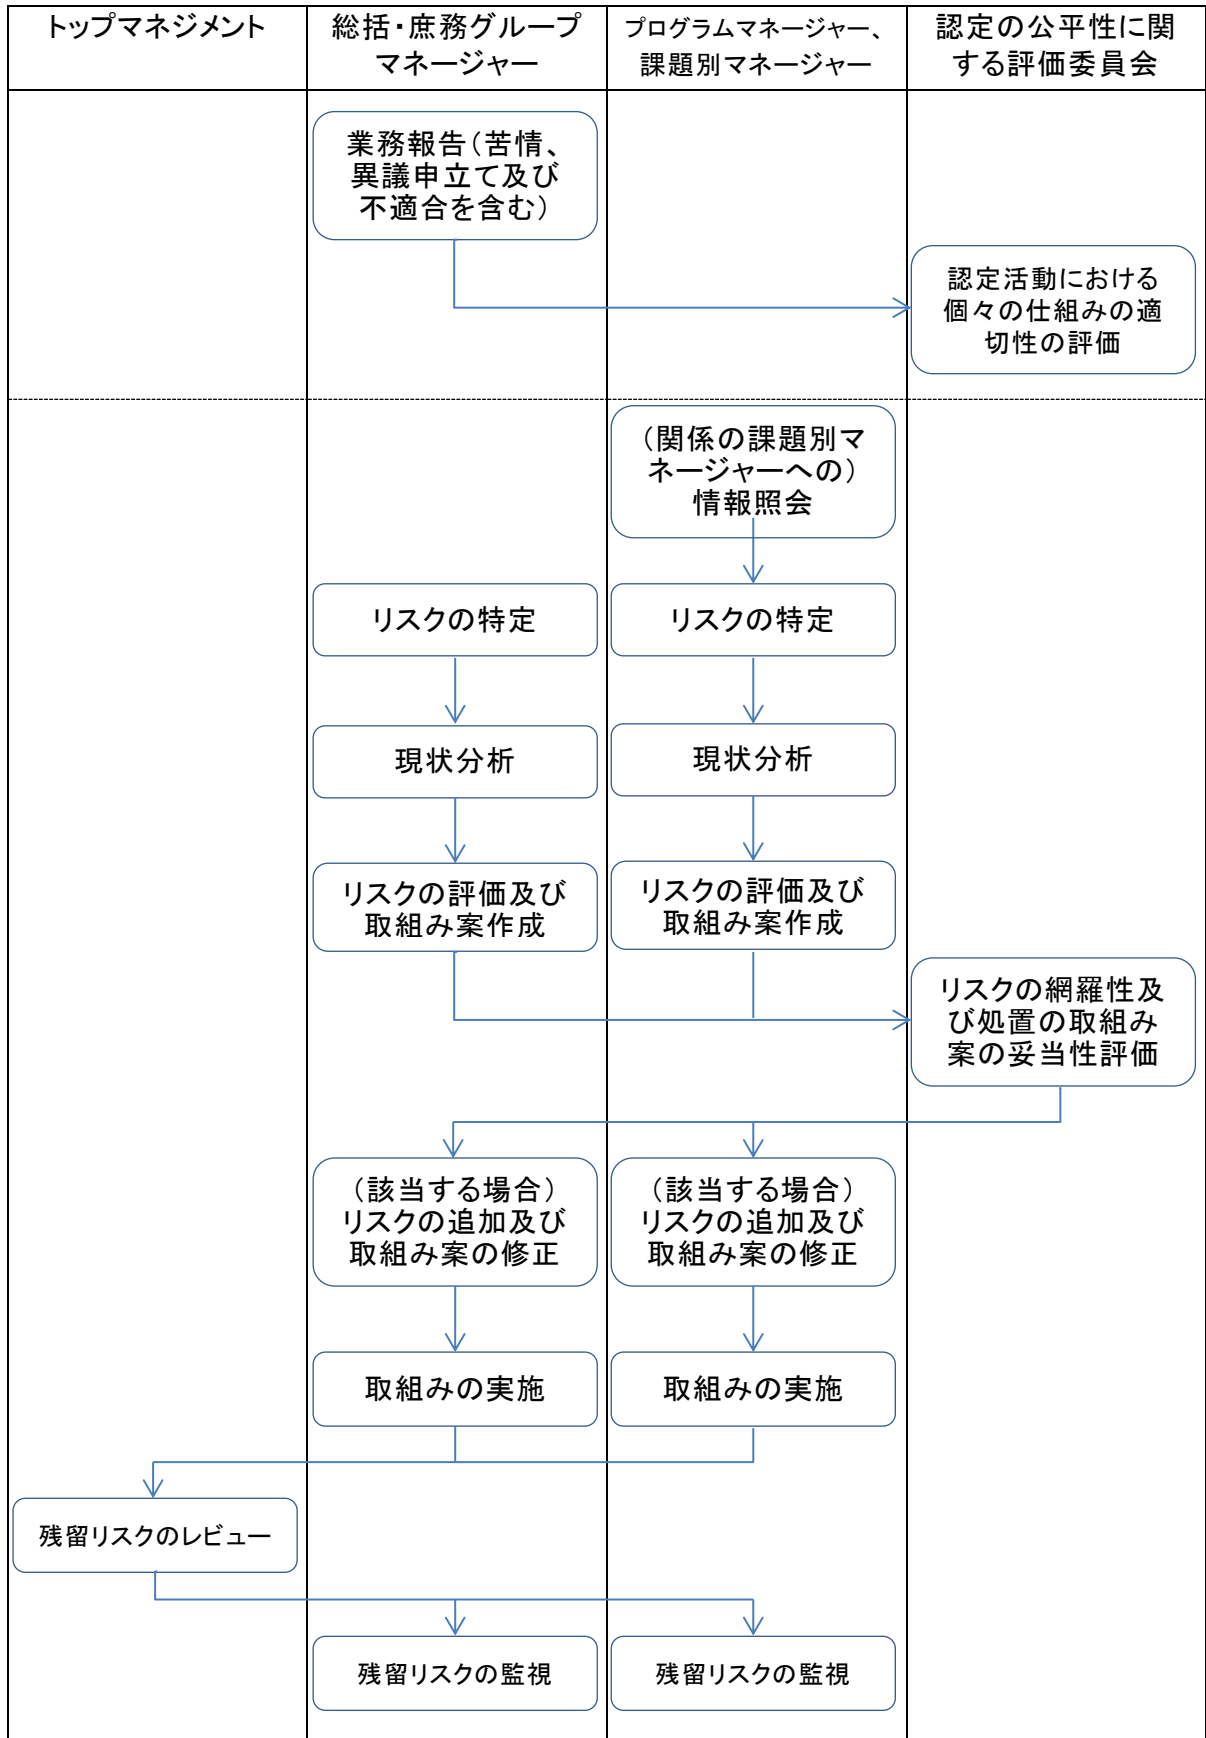 トップマネジメント
総括・庶務グループ
マネージャー
プログラムマネージャー、
課題別マネージャー
認定の公平性に関
する評価委員会
業務報告（苦情、
異議申立て及び
不適合を含む）
認定活動における
個々の仕組みの適
切性の評価
（関係の課題別マ
ネージャーへの）
情報照会
リスクの特定
リスクの特定
現状分析
現状分析
リスクの評価及び
取組み案作成
リスクの評価及び
取組み案作成
リスクの網羅性及
び処置の取組み
案の妥当性評価
（該当する場合）
リスクの追加及び
取組み案の修正
（該当する場合）
リスクの追加及び
取組み案の修正
取組みの実施
取組みの実施
残留リスクのレビュー
残留リスクの監視
残留リスクの監視